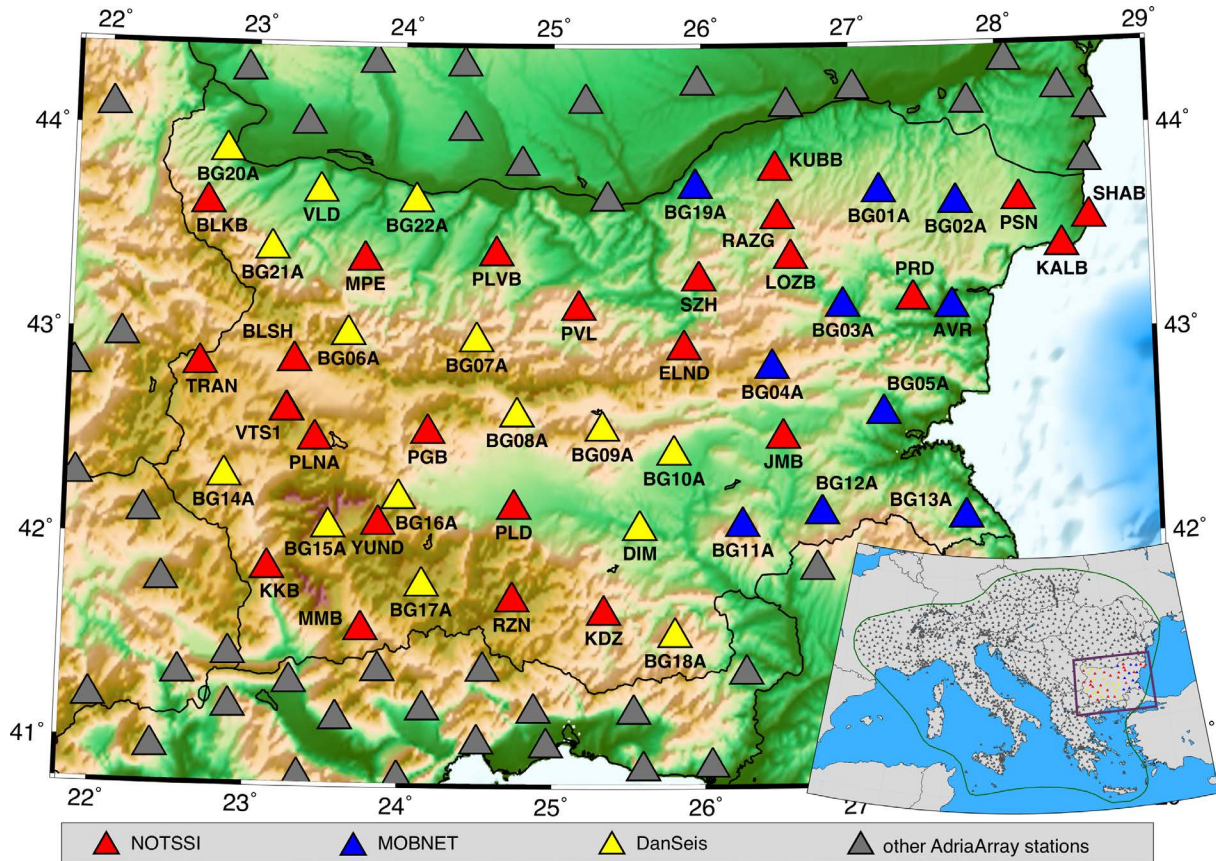 22° 23° 24° 25° 26° 27° 28° 29°
44° 44°
BG20A
KUBB
SHAB
BLKB VLD BG22A BG19A BG01A BG02A PSN
RAZG
BG21A MPE PLVB LOZB PRD KALB
SZH
43° 43°
BLSH BG06A BG07A PVL BG03A AVR
TRAN ELND BG04A BG05A
VTS1 PLNA PGB BG08A BG09A BG10A JMB
BG14A BG12A BG13A
BG16A
42° 42°
BG15A YUND PLD DIM BG11A
KKB BG17A
MMB RZN KDZ BG18A
41°
22° 23° 24° 25° 26° 27°
NOTSSI MOBNET DanSeis other AdriaArray stations